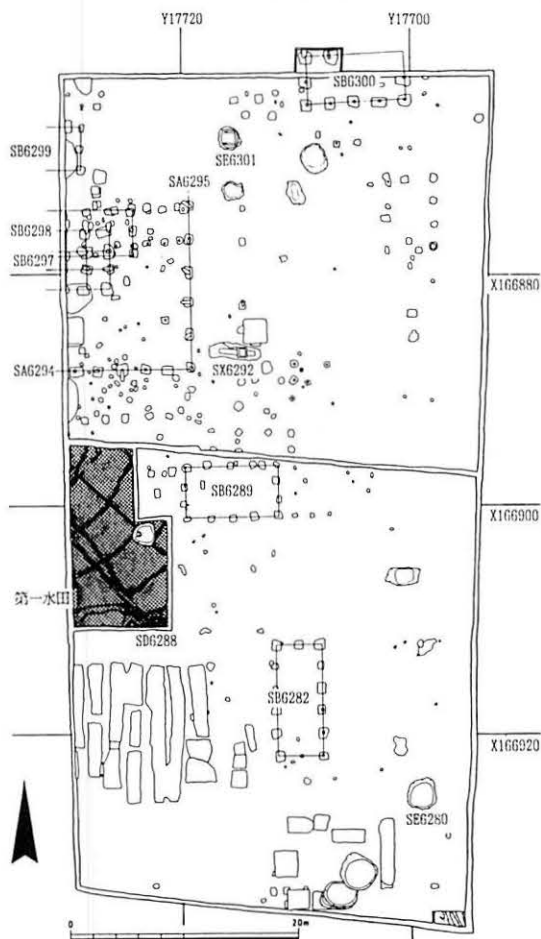 Y17720
Y17700
SB6300
SB6299
SE6301
SA6295
SB6298
SB6297
X166880
SA6294
SX6292
SB6289
X166900
第一水田
SD6288
SB6282
X166920
SE6280
0
20m